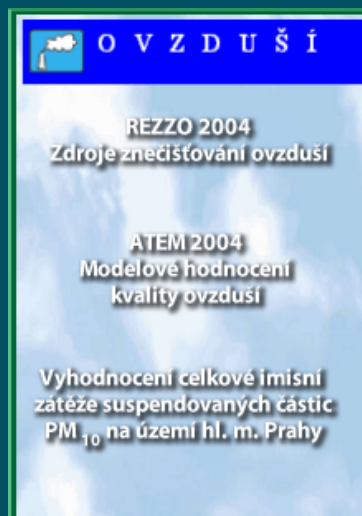 O V Z D U Š Í
REZZO 2004
Zdroje znečišťování ovzduší
ATEM 2004
Modelové hodnocení
kvality ovzduší
Vyhodnocení celkové imisní
zátěže suspendovaných částic
PM 10 na území hl. m. Prahy